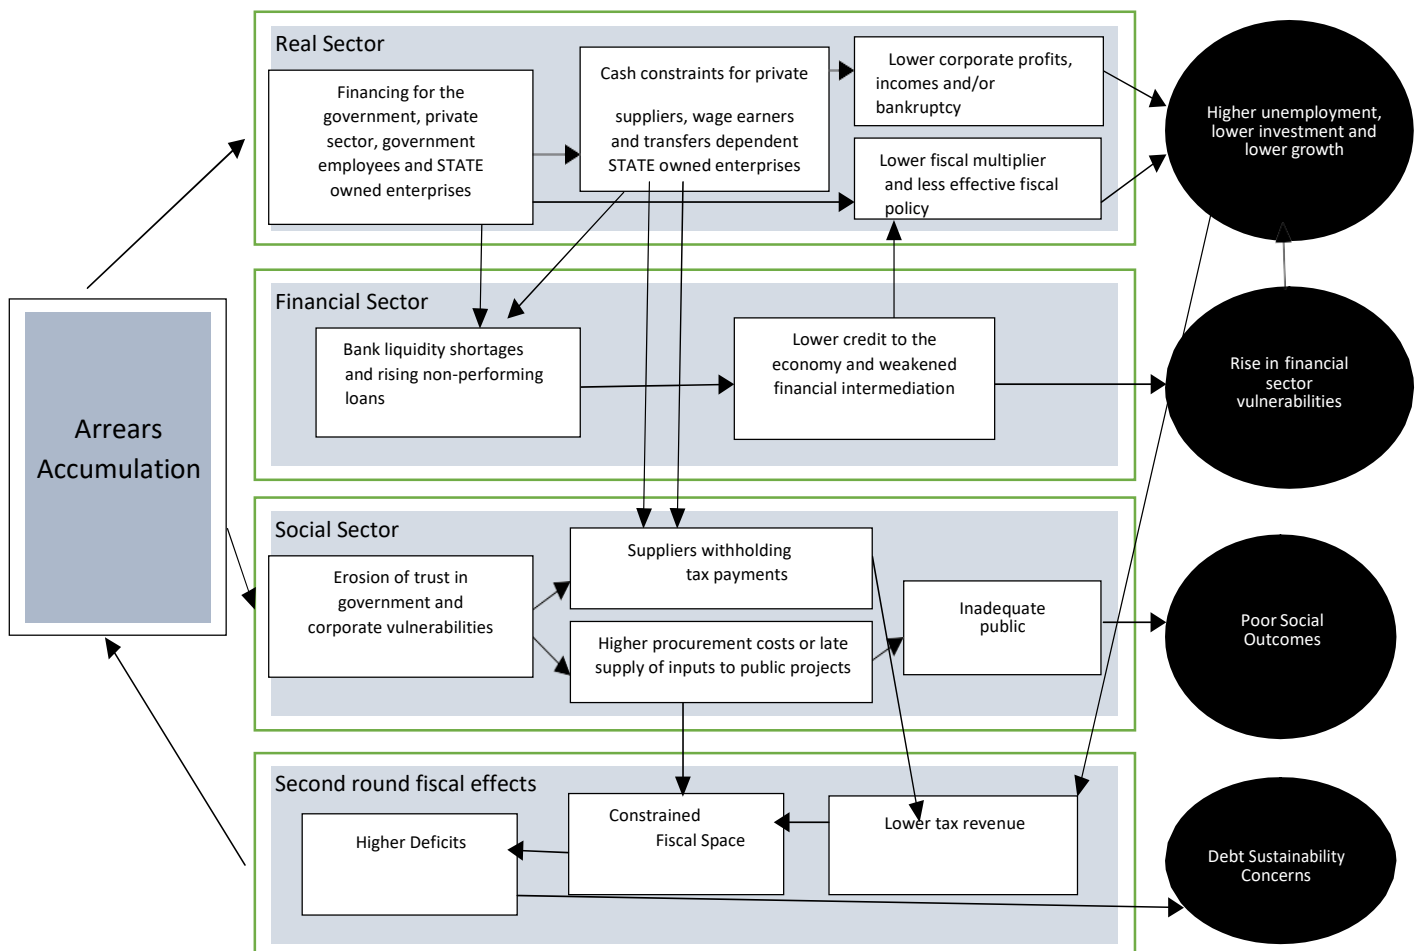 Real Sector
Financing for the
government, private
sector, government
employees and STATE
owned enterprises
Cash constraints for private
suppliers, wage earners
and transfers dependent
STATE owned enterprises
Lower corporate profits,
incomes and/or
bankruptcy
Lower fiscal multiplier
and less effective fiscal
policy
Higher unemployment,
lower investment and
lower growth
Financial Sector
Bank liquidity shortages
and rising non-performing
loans
Lower credit to the
economy and weakened
financial intermediation
Rise in financial
sector
vulnerabilities
Arrears
Accumulation
Social Sector
Erosion of trust in
government and
corporate vulnerabilities
Suppliers withholding
tax payments
Higher procurement costs or late
supply of inputs to public projects
Inadequate
public
Poor Social
Outcomes
Second round fiscal effects
Higher Deficits
Constrained
Fiscal Space
Lower tax revenue
Debt Sustainability
Concerns